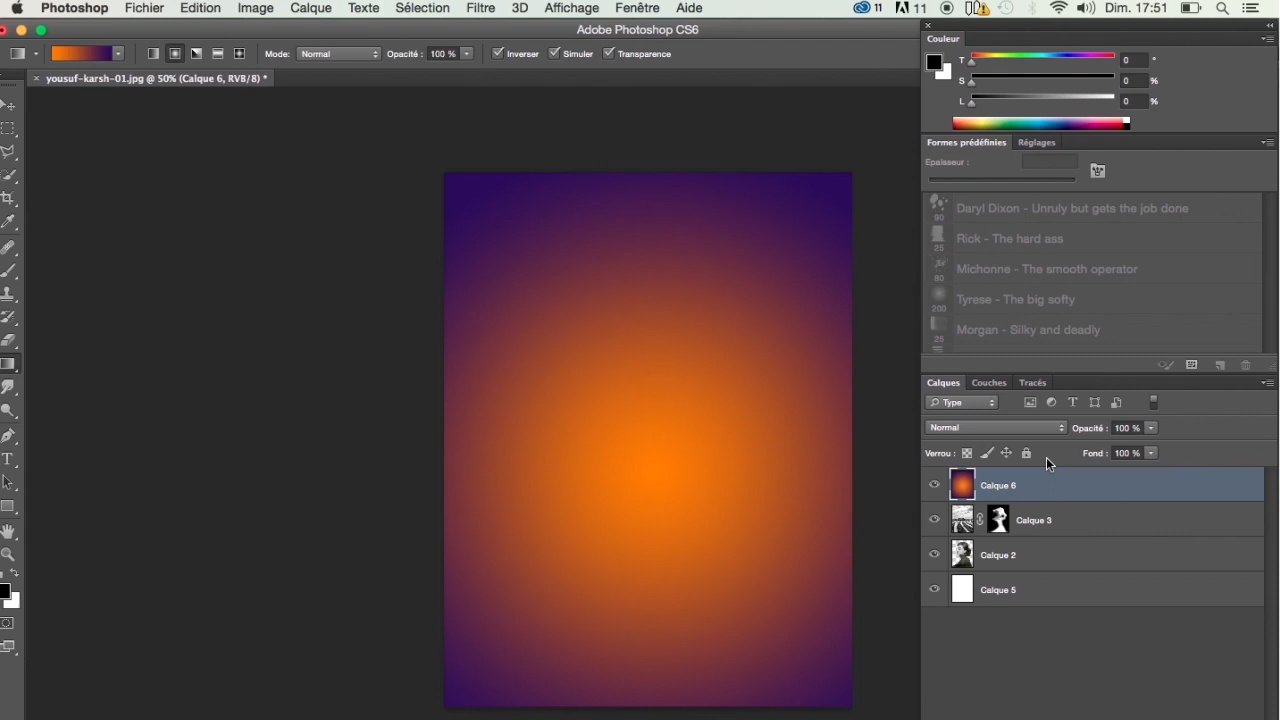 Photoshop Fichier Edition Image Calque Texte Sélection Filtre 3D Affichage Fenêtre Aide 11 11 Dim. 17:51
Adobe Photoshop CS6
Mode: Normal Opacité : 100 % Inverser Simuler Transparence
× yousuf-karsh-01.jpg @ 50% (Calque 6, RVB/8) *
Couleur
T 0 °
S 0 %
L 0 %
Formes prédéfinies Réglages
Epaisseur :
Daryl Dixon - Unruly but gets the job done
90
Rick - The hard ass
25
Michonne - The smooth operator
80
Tyrese - The big softy
200
Morgan - Silky and deadly
25
Calques Couches Tracés
Type
Normal Opacité : 100 %
Verrou : Fond : 100 %
Calque 6
Calque 3
Calque 2
Calque 5